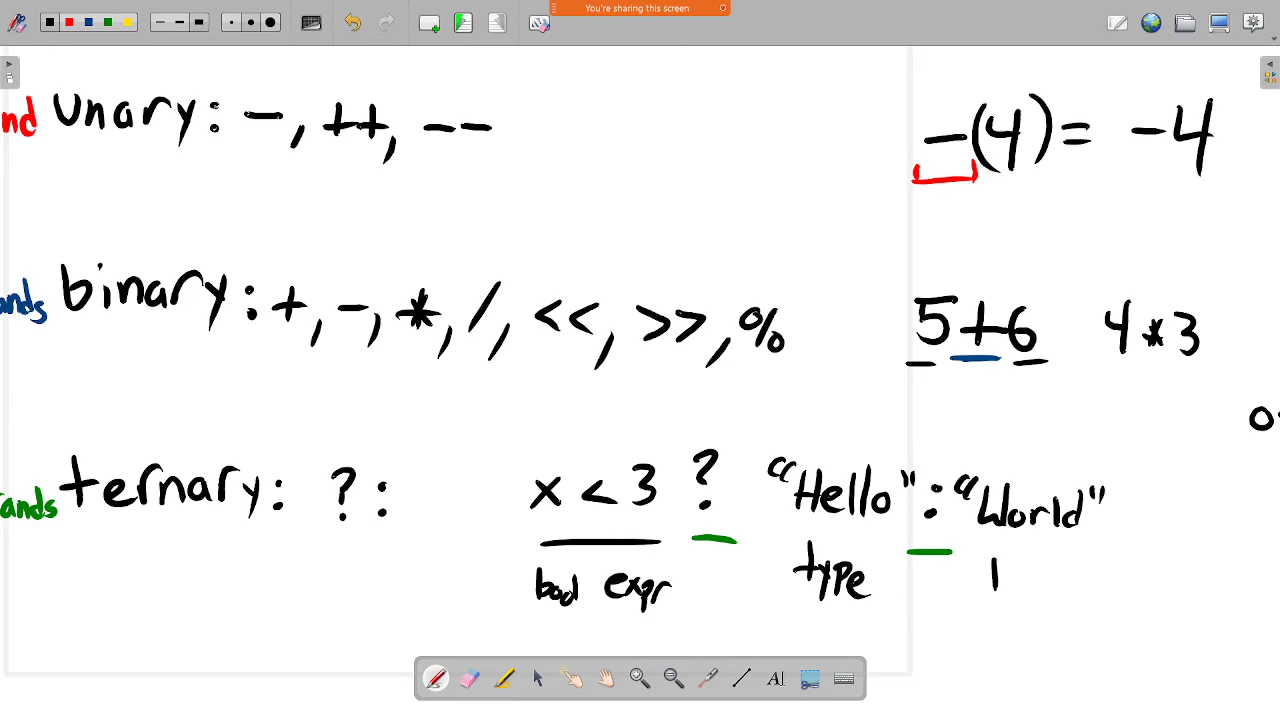 You're sharing this screen
nd unary: -, ++, -- -(4) = -4
ands binary: +, -, *, /, <<, >>, % 5+6 4*3
rands ternary: ?: x < 3 ? "Hello" : "World"
bool expr type